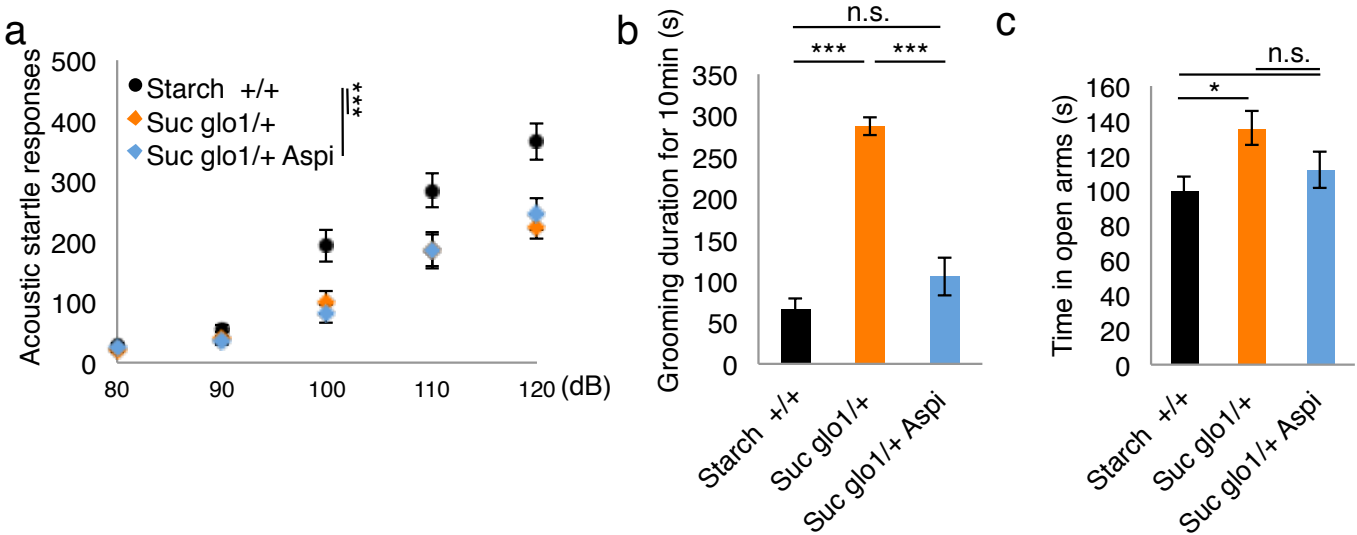 a
Acoustic startle responses
500
400
300
200
100
0
80 90 100 110 120 (dB)
Starch +/+
Suc glo1/+
Suc glo1/+ Aspi
***
b
Grooming duration for 10min (s)
n.s.
*** ***
350
300
250
200
150
100
50
0
Starch +/+
Suc glo1/+
Suc glo1/+ Aspi
c
Time in open arms (s)
n.s.
*
160
140
120
100
80
60
40
20
0
Starch +/+
Suc glo1/+
Suc glo1/+ Aspi